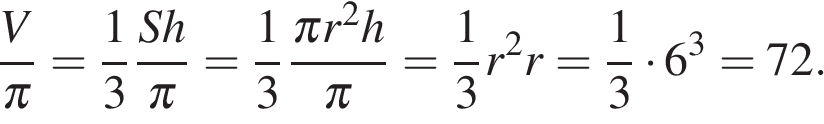 V/π = 1/3 Sh/π = 1/3 πr²h/π = 1/3 r²r = 1/3 · 6³ = 72.